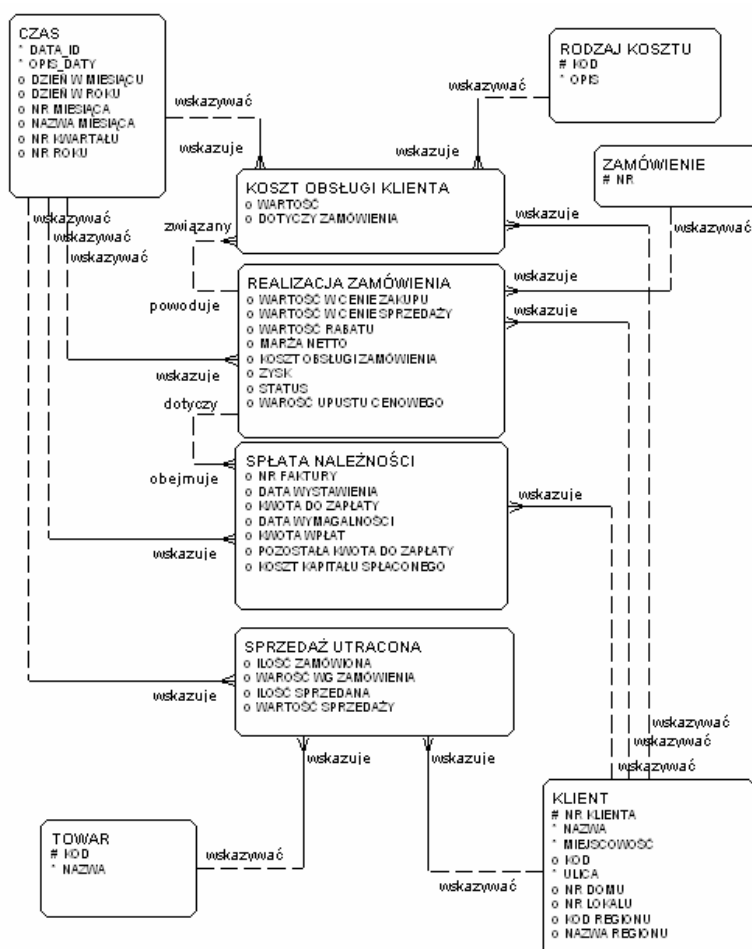 CZAS
* DATA_ID
* OPIS_DATY
o DZIEŃ W MIESIĄCU
o DZIEŃ W ROKU
o NR MIESIĄCA
o NAZWA MIESIĄCA
o NR KWARTAŁU
o NR ROKU
RODZAJ KOSZTU
# KOD
* OPIS
wskazywać
wskazywać
wskazuje
wskazuje
ZAMÓWIENIE
# NR
KOSZT OBSŁUGI KLIENTA
o WARTOŚĆ
o DOTYCZY ZAMÓWIENIA
wskazywać
wskazywać
wskazywać
związany
wskazuje
wskazywać
REALIZACJA ZAMÓWIENIA
o WARTOŚĆ W CENIE ZAKUPU
o WARTOŚĆ W CENIE SPRZEDAŻY
o WARTOŚĆ RABATU
o MARŻA NETTO
o KOSZT OBSŁUGI ZAMÓWIENIA
o ZYSK
o STATUS
o WAROŚĆ UPUSTU CENOWEGO
powoduje
wskazuje
wskazuje
wskazuje
dotyczy
obejmuje
SPŁATA NALEŻNOŚCI
o NR FAKTURY
o DATA WYSTAWIENIA
o KWOTA DO ZAPŁATY
o DATA WYMAGALNOŚCI
o KWOTA WPŁAT
o POZOSTAŁA KWOTA DO ZAPŁATY
o KOSZT KAPITAŁU SPŁACONEGO
wskazuje
wskazuje
SPRZEDAŻ UTRACONA
o ILOŚĆ ZAMÓWIONA
o WAROŚĆ WG ZAMÓWIENIA
o ILOŚĆ SPRZEDANA
o WARTOŚĆ SPRZEDAŻY
wskazuje
wskazuje
wskazuje
wskazywać
wskazywać
wskazywać
TOWAR
# KOD
* NAZWA
wskazywać
wskazywać
KLIENT
# NR KLIENTA
* NAZWA
* MIEJSCOWOŚĆ
o KOD
* ULICA
o NR DOMU
o NR LOKALU
o KOD REGIONU
o NAZWA REGIONU